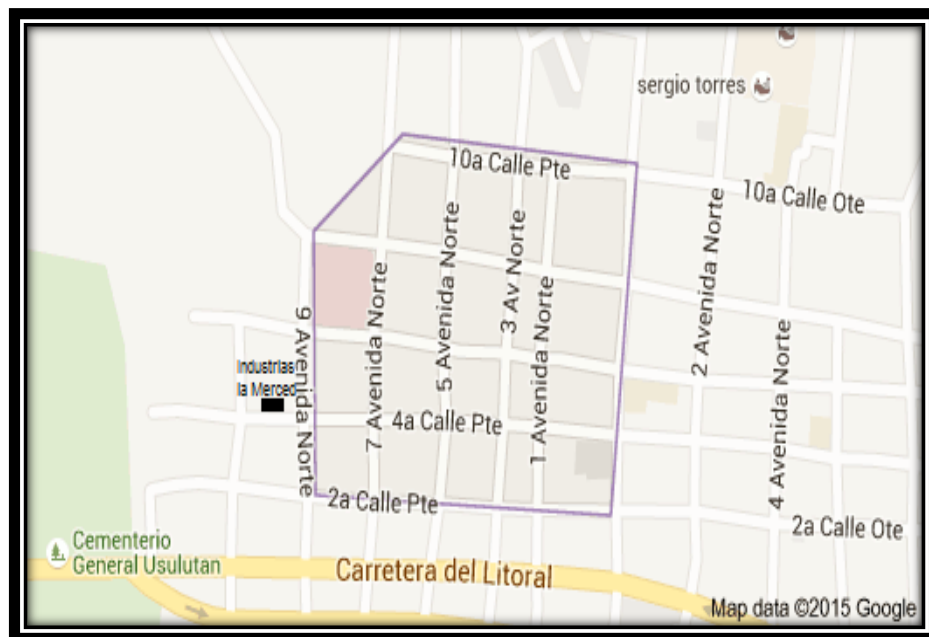 sergio torres
10a Calle Pte
10a Calle Ote
2 Avenida Norte
5 Avenida Norte
3 Av Norte
7 Avenida Norte
1 Avenida Norte
9 Avenida Norte
4 Avenida Norte
Industrias
la Merced
4a Calle Pte
2a Calle Pte
2a Calle Ote
Cementerio
General Usulutan
Carretera del Litoral
Map data ©2015 Google